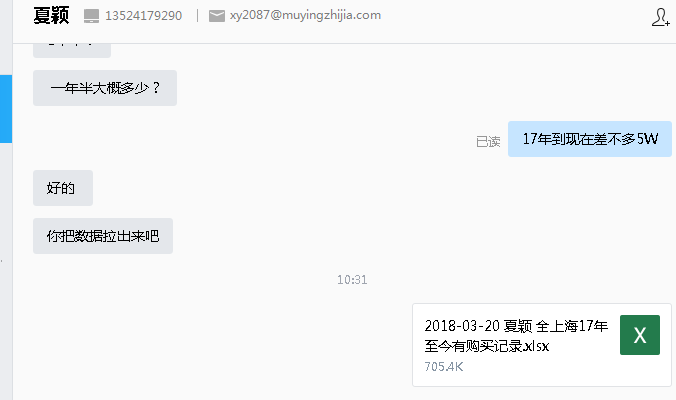 夏颖 13524179290 | xy2087@muyingzhijia.com
一年半大概多少？
已读 17年到现在差不多5W
好的
你把数据拉出来吧
10:31
2018-03-20 夏颖 全上海17年
至今有购买记录.xlsx
705.4K
X